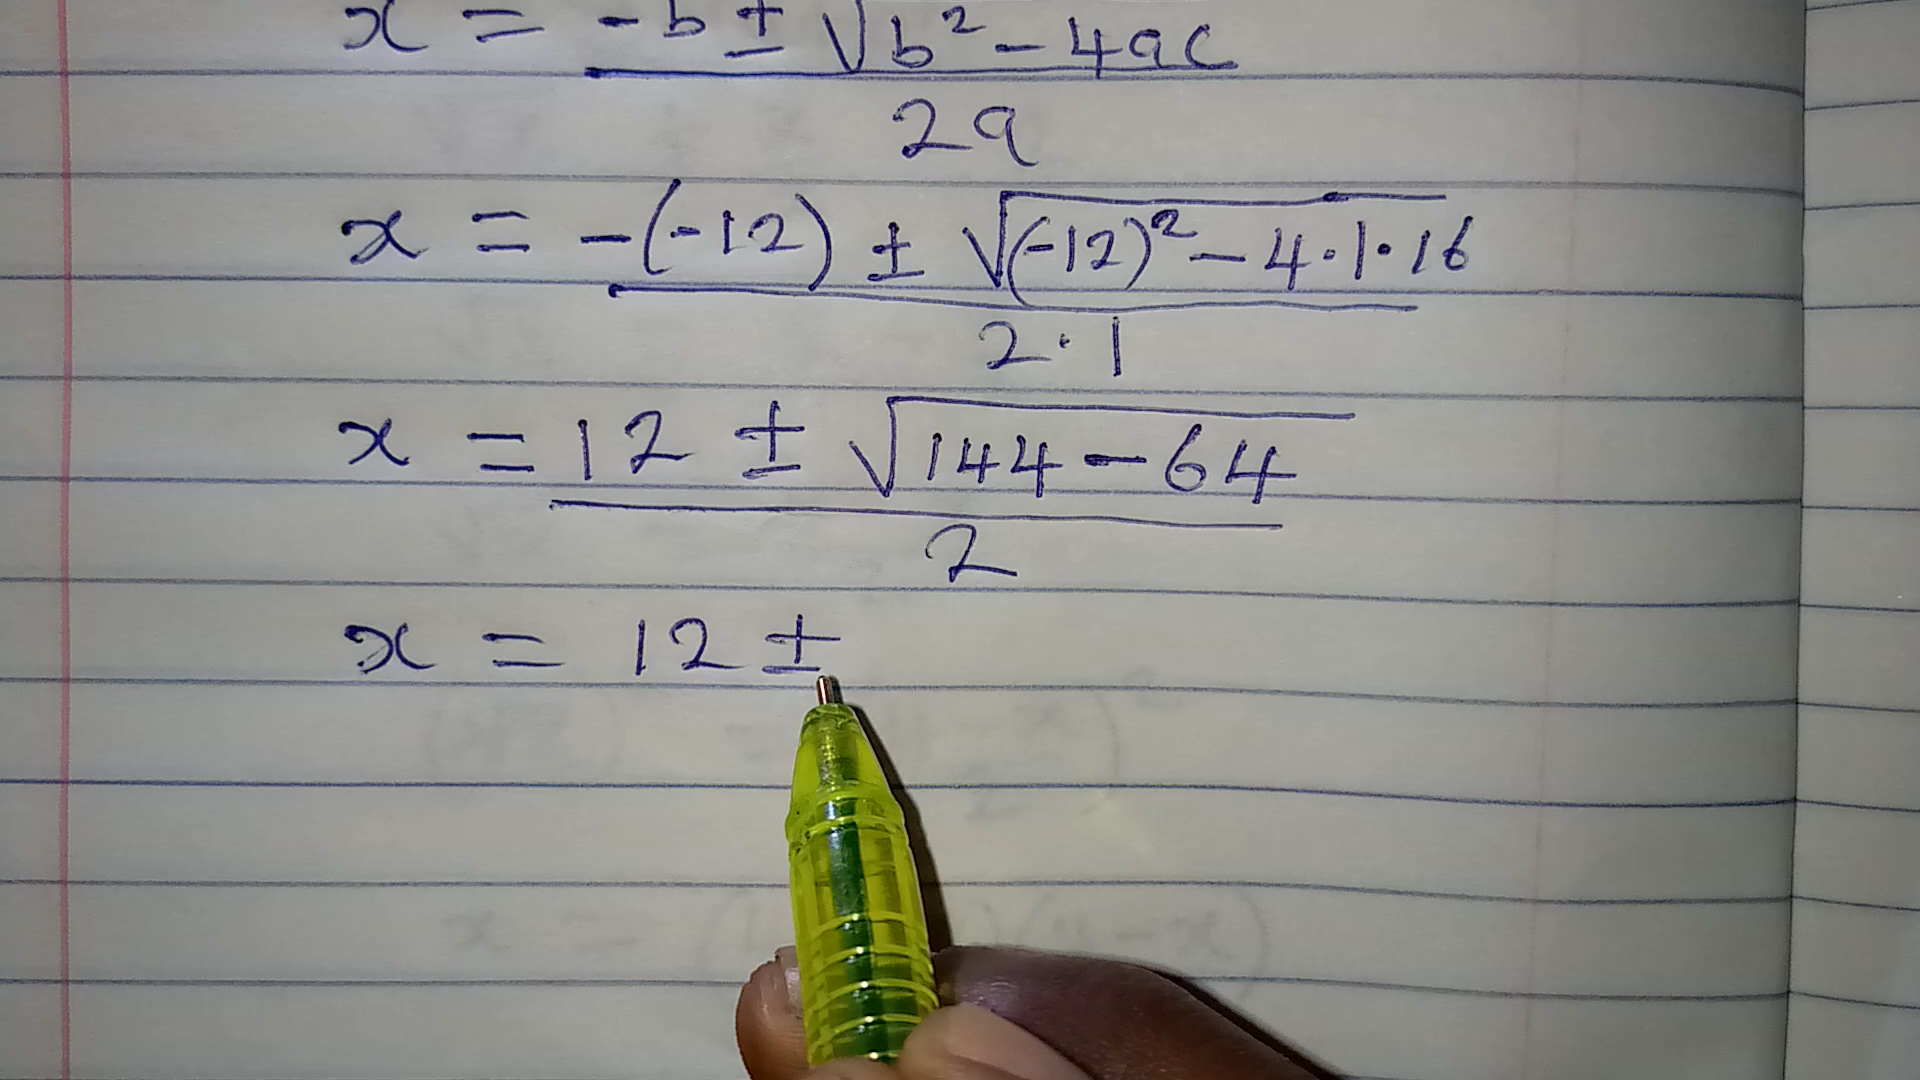 x = -b ± √b² - 4ac
2a
x = -(-12) ± √(-12)² - 4·1·16
2·1
x = 12 ± √144 - 64
2
x = 12 ±